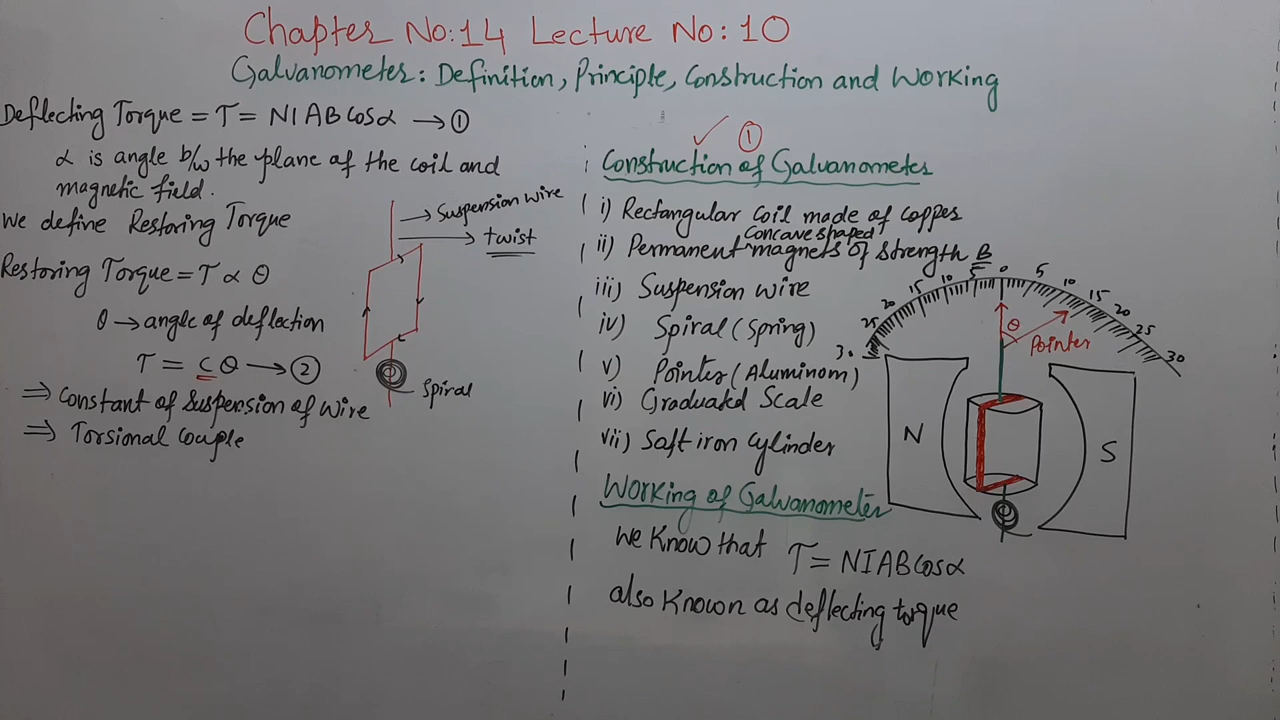 Chapter No:14 Lecture No:10
Galvanometer: Definition, Principle, Construction and Working
Deflecting Torque = τ = NIABCosα → ①
α is angle b/w the plane of the coil and
magnetic field.
We define Restoring Torque
Restoring Torque = τ ∝ θ
θ → angle of deflection
τ = cθ → ②
⇒ Constant of Suspension of wire
⇒ Torsional Couple
→ Suspension wire
→ twist
Spiral
✓ ①
Construction of Galvanometer
i) Rectangular coil made of copper
Concave shaped
ii) Permanent ^ magnets of strength B
iii) Suspension wire
iv) Spiral (Spring)
v) Pointer (Aluminom)
vi) Graduated Scale
vii) Soft iron cylinder
Working of Galvanometer
We Know that τ = NIABCosα
also Known as deflecting torque
30 25 20 15 10 5 0 5 10 15 20 25 30
θ
Pointer
N
S